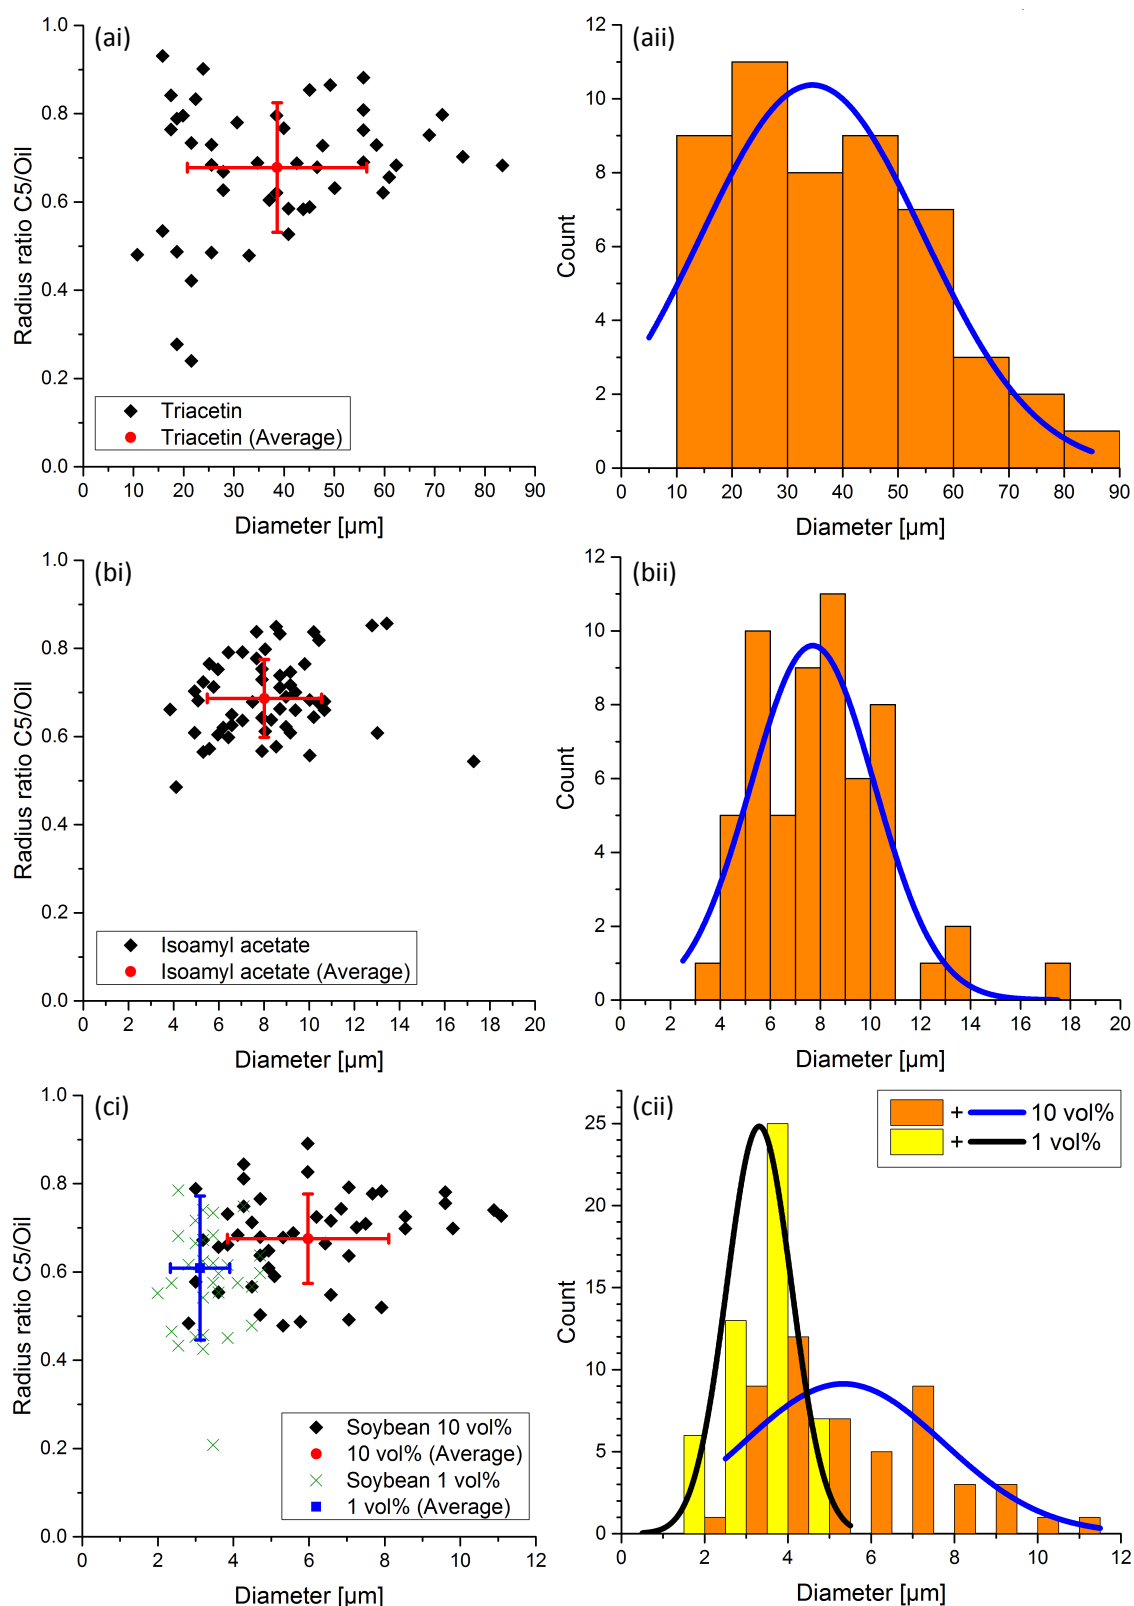 (ai)
1.0
0.8
0.6
0.4
0.2
0.0
Radius ratio C5/Oil
Triacetin
Triacetin (Average)
0 10 20 30 40 50 60 70 80 90
Diameter [µm]
(aii)
12
10
8
6
4
2
0
Count
0 10 20 30 40 50 60 70 80 90
Diameter [µm]
(bi)
1.0
0.8
0.6
0.4
0.2
0.0
Radius ratio C5/Oil
Isoamyl acetate
Isoamyl acetate (Average)
0 2 4 6 8 10 12 14 16 18 20
Diameter [µm]
(bii)
12
10
8
6
4
2
0
Count
0 2 4 6 8 10 12 14 16 18 20
Diameter [µm]
(ci)
1.0
0.8
0.6
0.4
0.2
0.0
Radius ratio C5/Oil
Soybean 10 vol%
10 vol% (Average)
Soybean 1 vol%
1 vol% (Average)
0 2 4 6 8 10 12
Diameter [µm]
(cii)
+ 10 vol%
+ 1 vol%
25
20
15
10
5
0
Count
0 2 4 6 8 10 12
Diameter [µm]